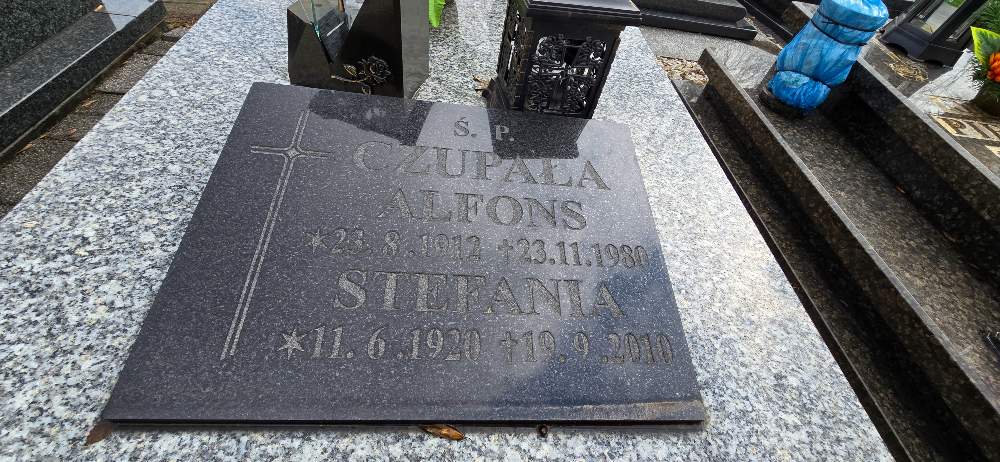 Ś. P.
CZUPAŁA
ALFONS
*23.8.1912 †23.11.1980
STEFANIA
*11.6.1920 †19.9.2010